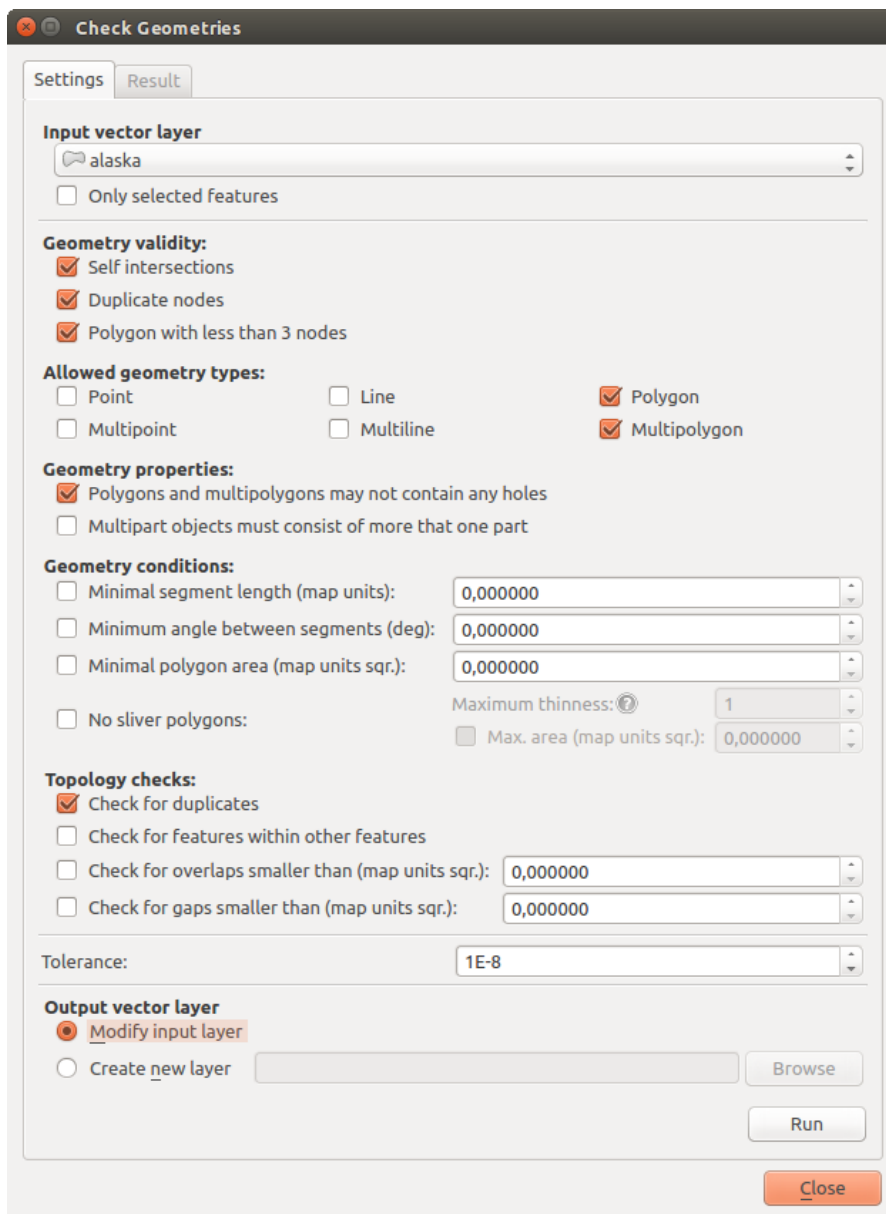 Check Geometries
Settings Result
Input vector layer
alaska
Only selected features
Geometry validity:
Self intersections
Duplicate nodes
Polygon with less than 3 nodes
Allowed geometry types:
Point Line Polygon
Multipoint Multiline Multipolygon
Geometry properties:
Polygons and multipolygons may not contain any holes
Multipart objects must consist of more that one part
Geometry conditions:
Minimal segment length (map units): 0,000000
Minimum angle between segments (deg): 0,000000
Minimal polygon area (map units sqr.): 0,000000
No sliver polygons: Maximum thinness: ? 1
Max. area (map units sqr.): 0,000000
Topology checks:
Check for duplicates
Check for features within other features
Check for overlaps smaller than (map units sqr.): 0,000000
Check for gaps smaller than (map units sqr.): 0,000000
Tolerance: 1E-8
Output vector layer
Modify input layer
Create new layer Browse
Run
Close